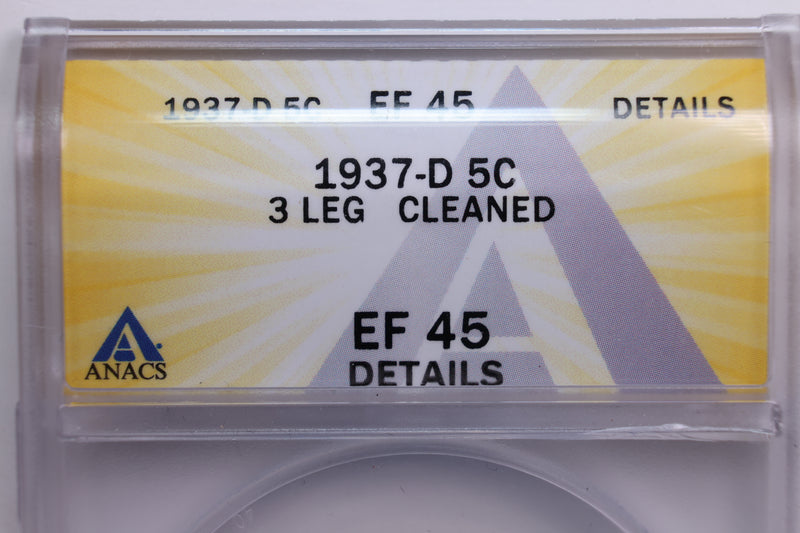 1937-D 5C EF 45 DETAILS
1937-D 5C
3 LEG CLEANED
EF 45
DETAILS
ANACS